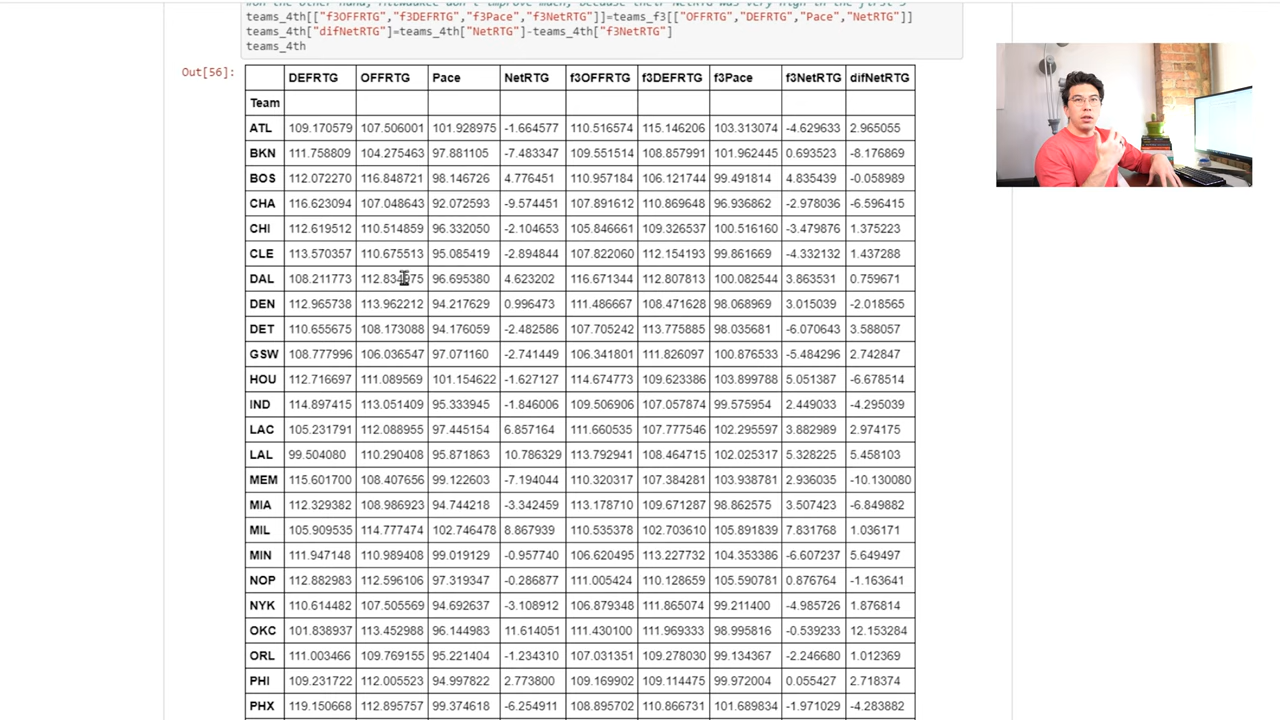 teams_4th[["f3OFFRTG","f3DEFRTG","f3Pace","f3NetRTG"]]=teams_f3[["OFFRTG","DEFRTG","Pace","NetRTG"]]
teams_4th["difNetRTG"]=teams_4th["NetRTG"]-teams_4th["f3NetRTG"]
teams_4th
Out[56]:
DEFRTG OFFRTG Pace NetRTG f3OFFRTG f3DEFRTG f3Pace f3NetRTG difNetRTG
Team
ATL 109.170579 107.506001 101.928975 -1.664577 110.516574 115.146206 103.313074 -4.629633 2.965055
BKN 111.758809 104.275463 97.881105 -7.483347 109.551514 108.857991 101.962445 0.693523 -8.176869
BOS 112.072270 116.848721 95.146726 4.776451 110.957184 106.121744 99.491814 4.835439 -0.058989
CHA 116.623094 107.048643 92.072593 -9.574451 107.891612 110.869648 96.936862 -2.978036 -6.596415
CHI 112.619512 110.514859 96.332050 -2.104653 105.846661 109.326537 100.516160 -3.479876 1.375223
CLE 113.570357 110.675513 95.085419 -2.894844 107.822060 112.154193 99.861669 -4.332132 1.437288
DAL 108.211773 96.695380 4.623202 116.671344 112.807813 100.082544 3.863531 0.759671
DEN 112.965738 113.962212 94.217629 0.996473 111.486667 108.471628 98.068969 3.015039 -2.018565
DET 110.655675 108.173088 94.176059 -2.482586 107.705242 113.775885 98.035681 -6.070643 3.588057
GSW 108.777996 106.036547 97.071160 -2.741449 106.341801 111.826097 100.876533 -5.484296 2.742847
HOU 112.716697 111.089569 101.154622 -1.627127 114.674773 109.623386 103.899788 5.051387 -6.678514
IND 114.897415 113.051409 95.333945 -1.846006 109.506906 107.057874 99.575954 2.449033 -4.295039
LAC 105.231791 112.088955 97.445154 6.857164 111.660535 107.777546 102.295597 3.882989 2.974175
LAL 99.504080 110.290408 95.871863 10.786329 113.792941 108.464715 102.025317 5.328225 5.458103
MEM 115.601700 108.407656 99.122603 -7.194044 110.320317 107.384281 103.938781 2.936035 -10.130080
MIA 112.329382 108.986923 94.744218 -3.342459 113.178710 109.671287 98.862575 3.507423 -6.849882
MIL 105.909535 114.777474 102.746478 8.867939 110.535378 102.703610 105.891839 7.831768 1.036171
MIN 111.947148 110.989408 99.019129 -0.957740 106.620495 113.227732 104.353386 -6.607237 5.649497
NOP 112.882983 112.596106 97.319347 -0.286877 111.005424 110.128659 105.590781 0.876764 -1.163641
NYK 110.614482 107.505569 94.692637 -3.108912 106.879348 111.865074 99.211400 -4.985726 1.876814
OKC 101.838937 113.452988 96.144983 11.614051 111.430100 111.969333 98.995816 -0.539233 12.153284
ORL 111.003466 109.769155 95.221404 -1.234310 107.031351 109.278030 99.134367 -2.246680 1.012369
PHI 109.231722 112.005523 94.997822 2.773800 109.169902 109.114475 99.972004 0.055427 2.718374
PHX 119.150668 112.895757 99.374618 -6.254911 108.895702 110.866731 101.689834 -1.971029 -4.283882